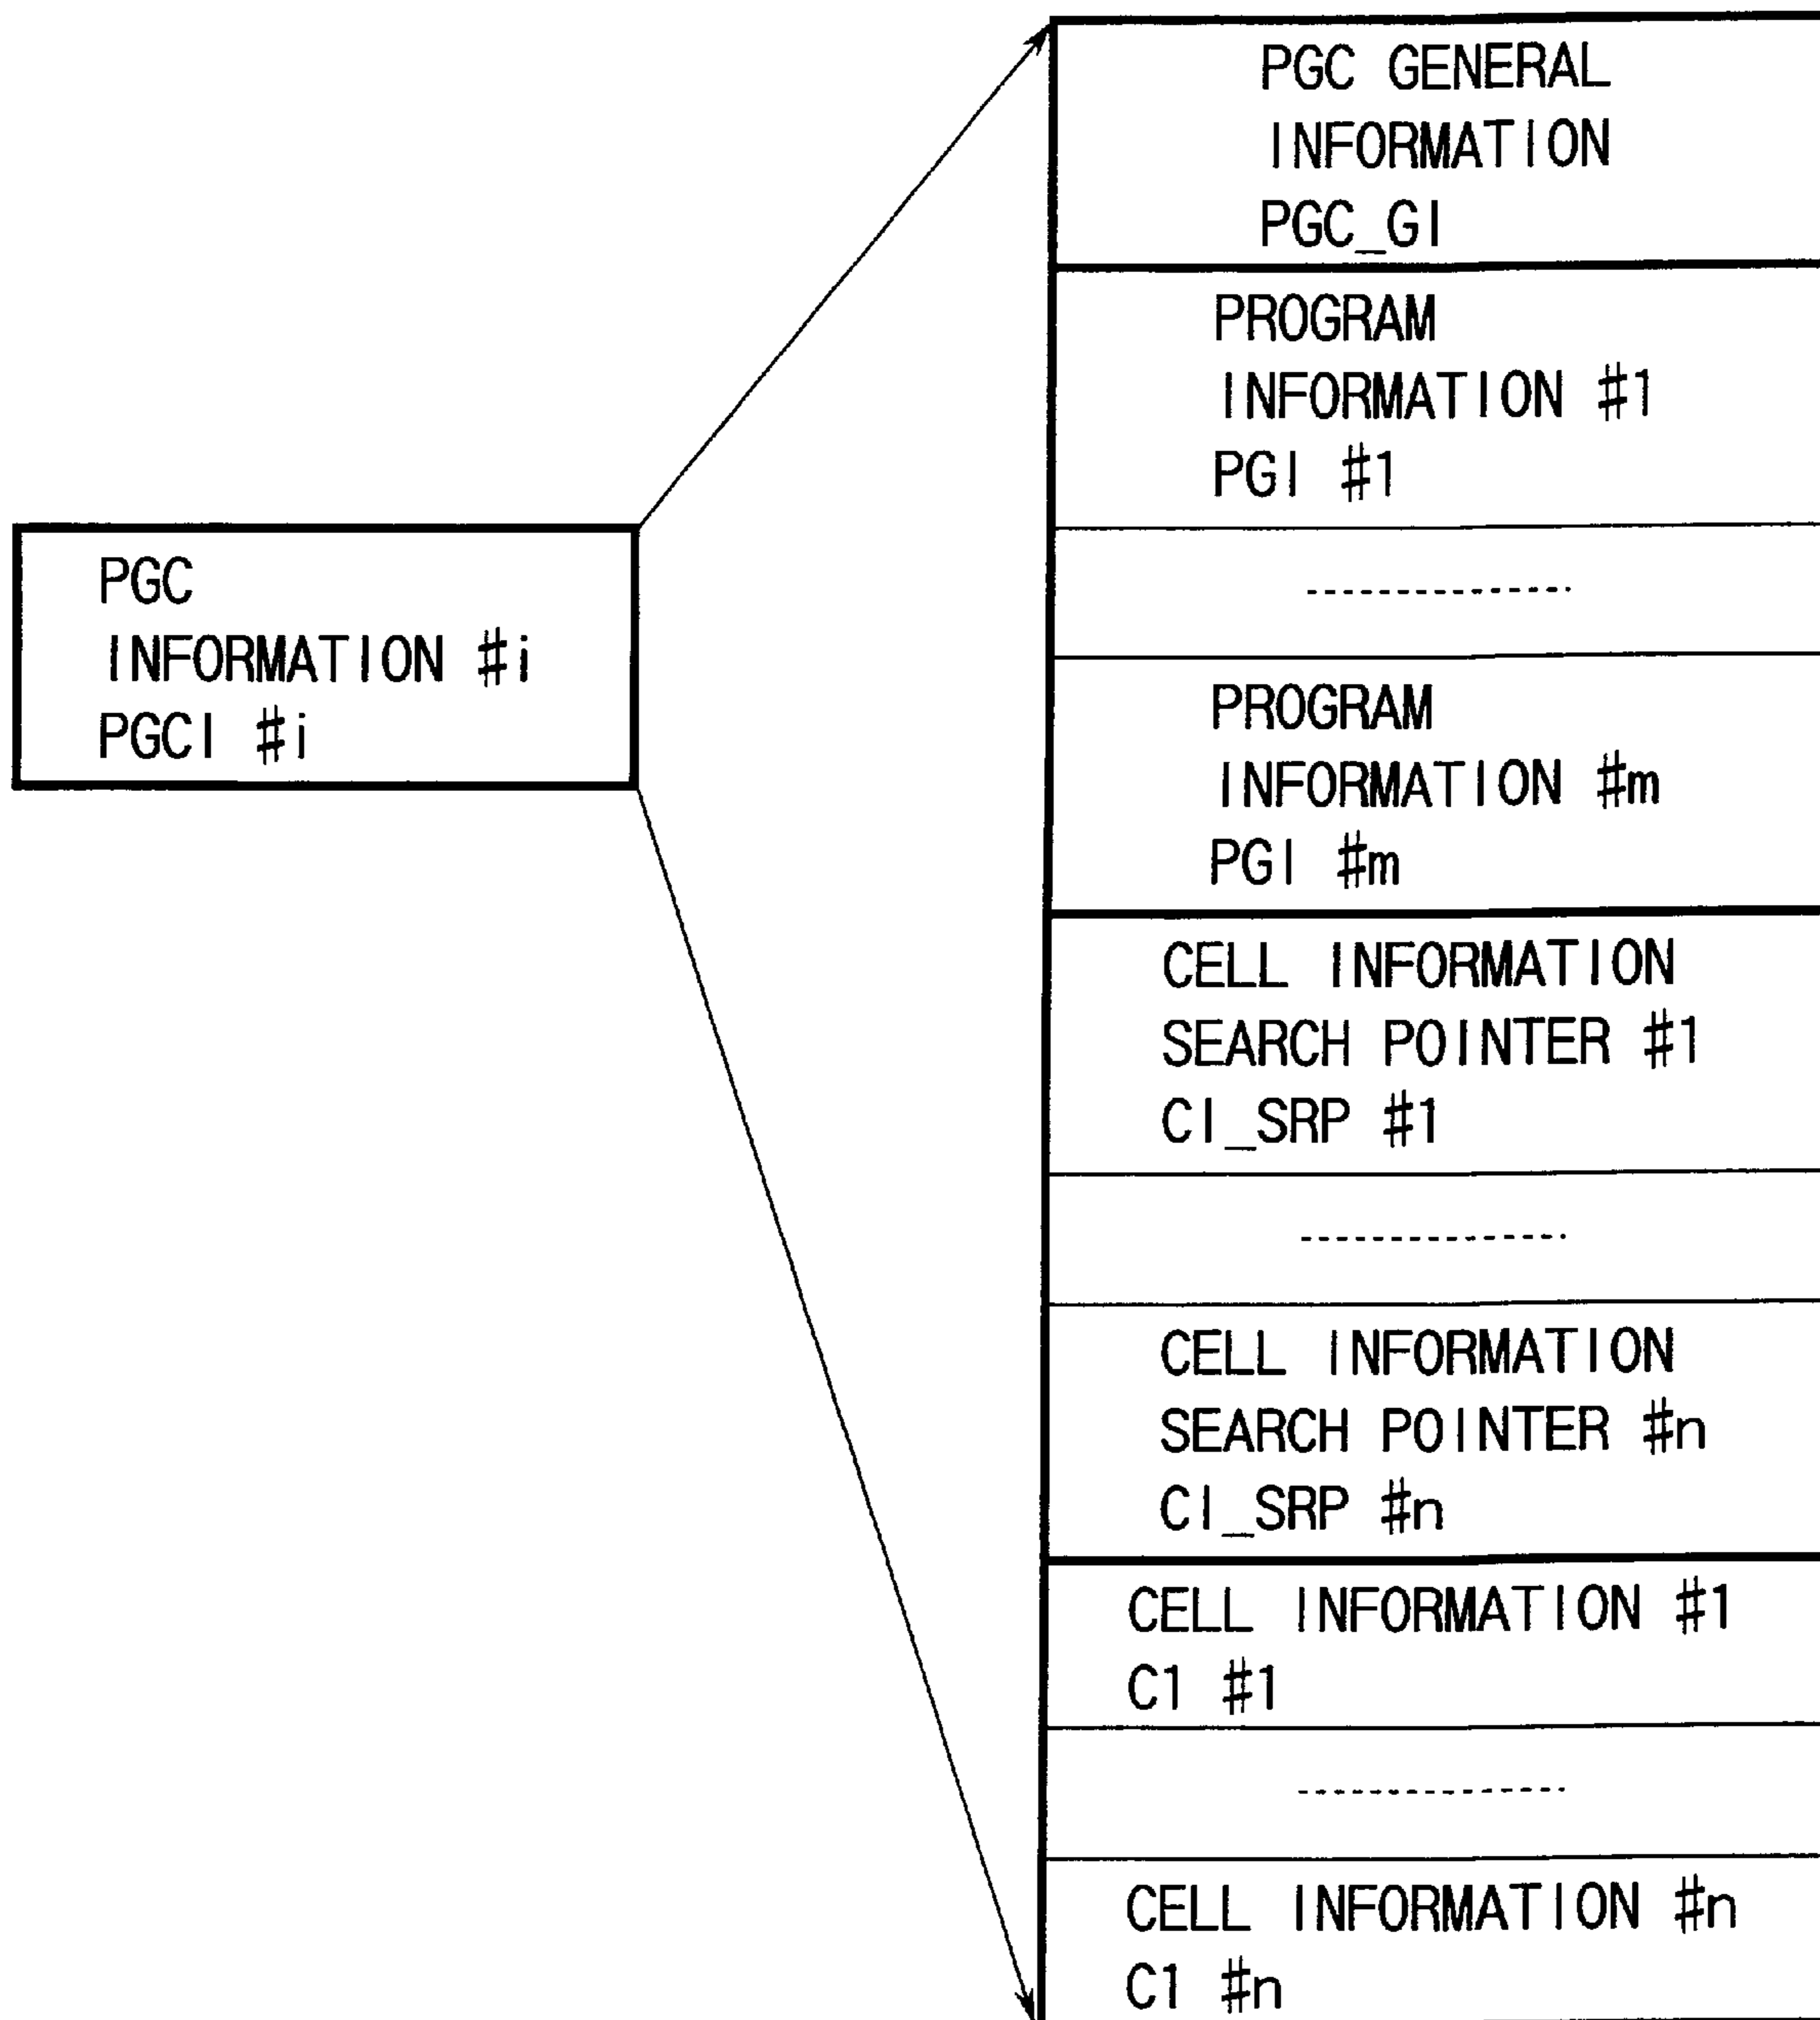 PGC
INFORMATION #i
PGCI #i
PGC GENERAL
INFORMATION
PGC_GI
PROGRAM
INFORMATION #1
PGI #1
PROGRAM
INFORMATION #m
PGI #m
CELL INFORMATION
SEARCH POINTER #1
CI_SRP #1
CELL INFORMATION
SEARCH POINTER #n
CI_SRP #n
CELL INFORMATION #1
C1 #1
CELL INFORMATION #n
C1 #n